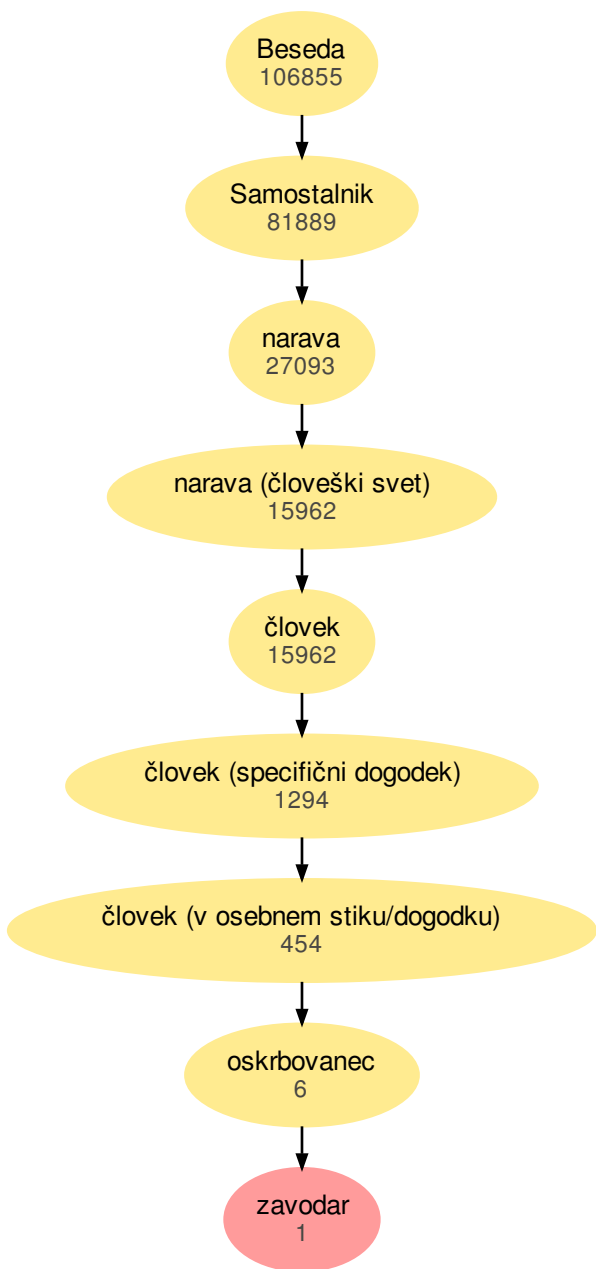 Beseda
106855
Samostalnik
81889
narava
27093
narava (človeški svet)
15962
človek
15962
človek (specifični dogodek)
1294
človek (v osebnem stiku/dogodku)
454
oskrbovanec
6
zavodar
1